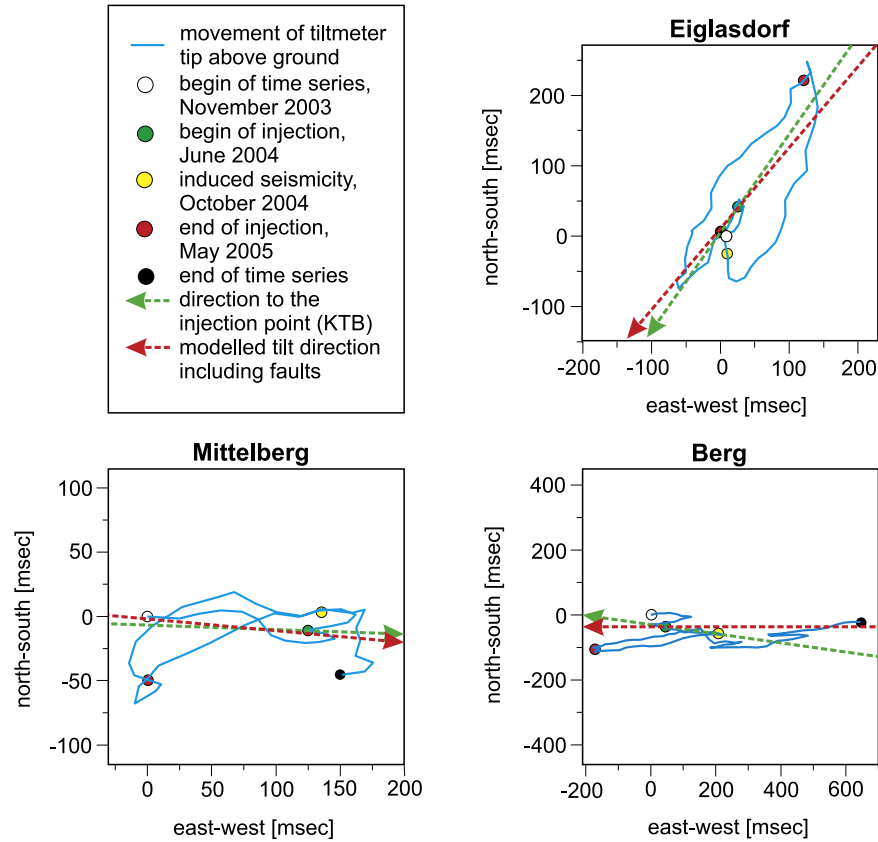 movement of tiltmeter
tip above ground
begin of time series,
November 2003
begin of injection,
June 2004
induced seismicity,
October 2004
end of injection,
May 2005
end of time series
direction to the
injection point (KTB)
modelled tilt direction
including faults
Eiglasdorf
north-south [msec]
200
100
0
-100
-200
-100
0
100
200
east-west [msec]
Mittelberg
north-south [msec]
100
50
0
-50
-100
0
50
100
150
200
east-west [msec]
Berg
north-south [msec]
400
200
0
-200
-400
-200
0
200
400
600
east-west [msec]